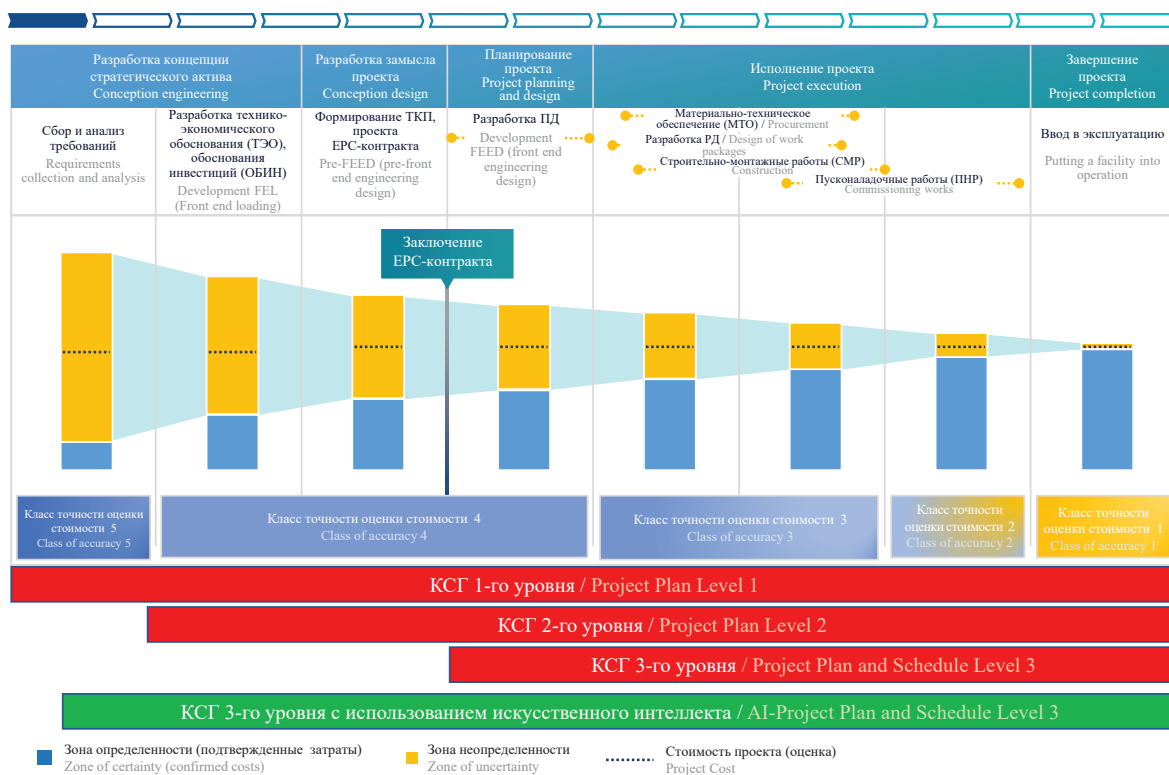 Разработка концепции
стратегического актива
Conception engineering
Разработка замысла
проекта
Conception design
Планирование
проекта
Project planning
and design
Исполнение проекта
Project execution
Завершение
проекта
Project completion
Сбор и анализ
требований
Requirements
collection and analysis
Разработка технико-
экономического
обоснования (ТЭО),
обоснования
инвестиций (ОБИН)
Development FEL
(Front end loading)
Формирование ТКП,
проекта
EPC-контракта
Pre-FEED (pre-front
end engineering
design)
Разработка ПД
Development
FEED (front end
engineering
design)
Материально-техническое
обеспечение (МТО) / Procurement
Разработка РД / Design of work
packages
Строительно-монтажные работы (СМР)
Construction
Пусконаладочные работы (ПНР)
Commissioning works
Ввод в эксплуатацию
Putting a facility into
operation
Заключение
EPC-контракта
Класс точности оценки
стоимости 5
Class of accuracy 5
Класс точности оценки стоимости 4
Class of accuracy 4
Класс точности оценки стоимости 3
Class of accuracy 3
Класс точности
оценки стоимости 2
Class of accuracy 2
Класс точности
оценки стоимости 1
Class of accuracy 1
КСГ 1-го уровня / Project Plan Level 1
КСГ 2-го уровня / Project Plan Level 2
КСГ 3-го уровня / Project Plan and Schedule Level 3
КСГ 3-го уровня с использованием искусственного интеллекта / AI-Project Plan and Schedule Level 3
Зона определенности (подтвержденные затраты)
Zone of certainty (confirmed costs)
Зона неопределенности
Zone of uncertainty
Стоимость проекта (оценка)
Project Cost